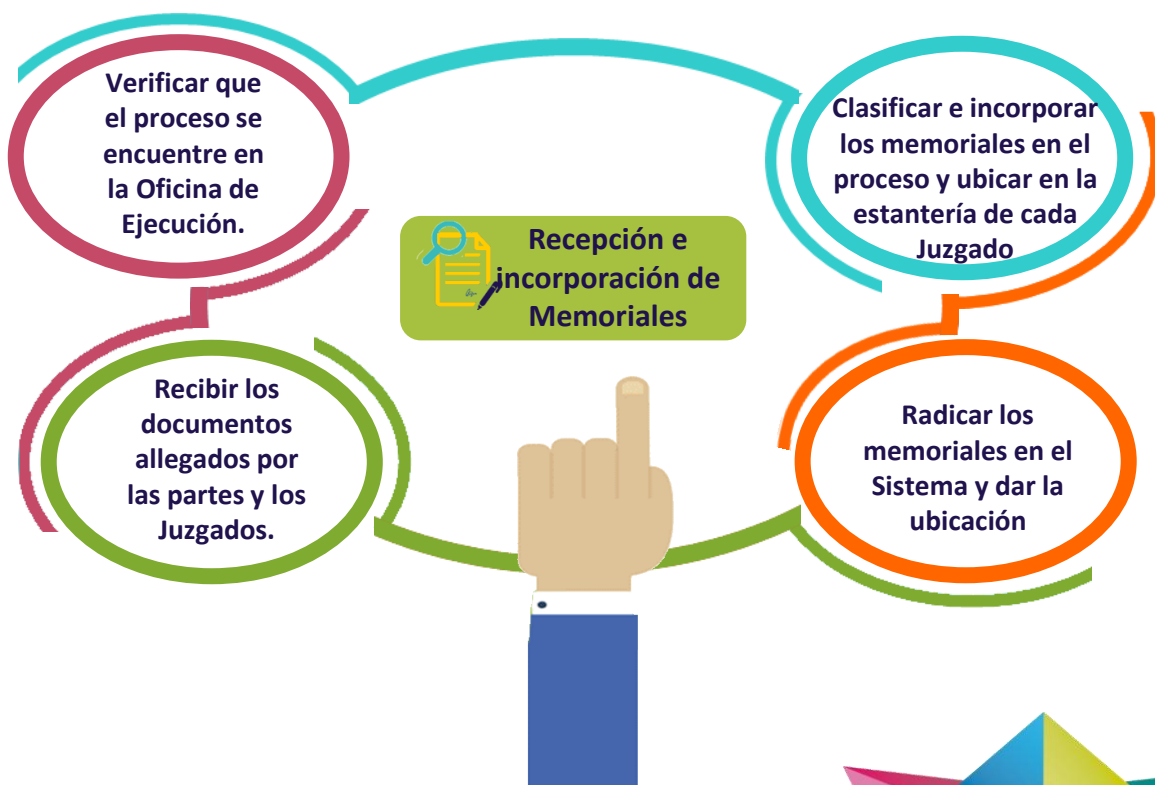 Verificar que
el proceso se
encuentre en
la Oficina de
Ejecución.
Clasificar e incorporar
los memoriales en el
proceso y ubicar en la
estantería de cada
Juzgado
Recepción e
incorporación de
Memoriales
Recibir los
documentos
allegados por
las partes y los
Juzgados.
Radicar los
memoriales en el
Sistema y dar la
ubicación